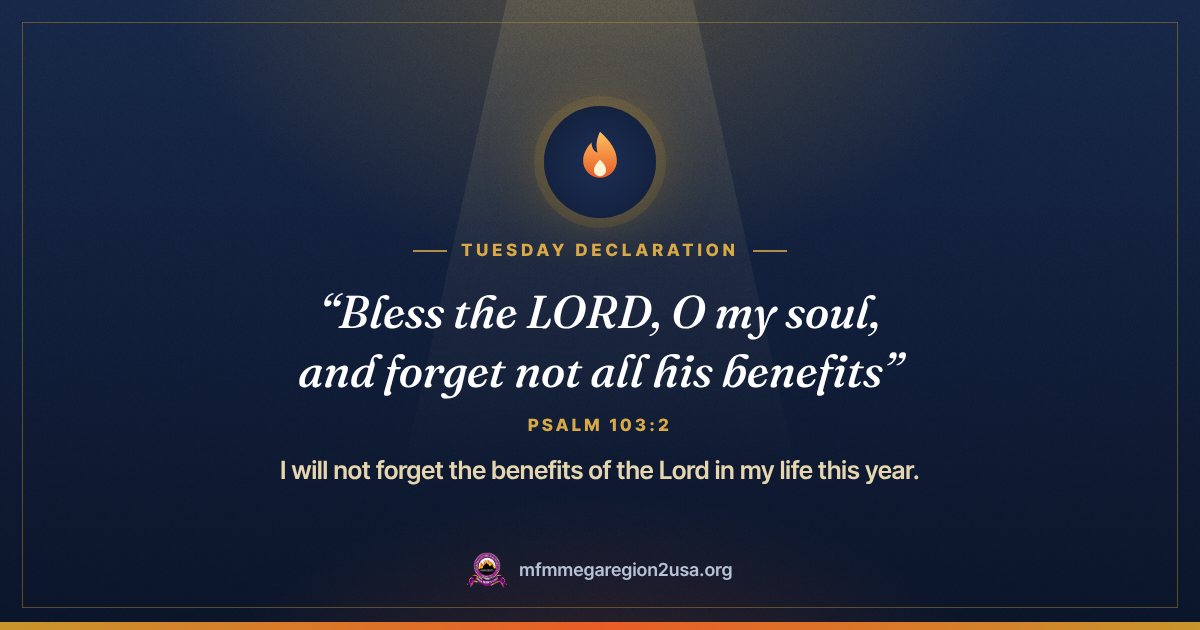 TUESDAY DECLARATION
“Bless the LORD, O my soul,
and forget not all his benefits”
PSALM 103:2
I will not forget the benefits of the Lord in my life this year.
mfmmegaregion2usa.org